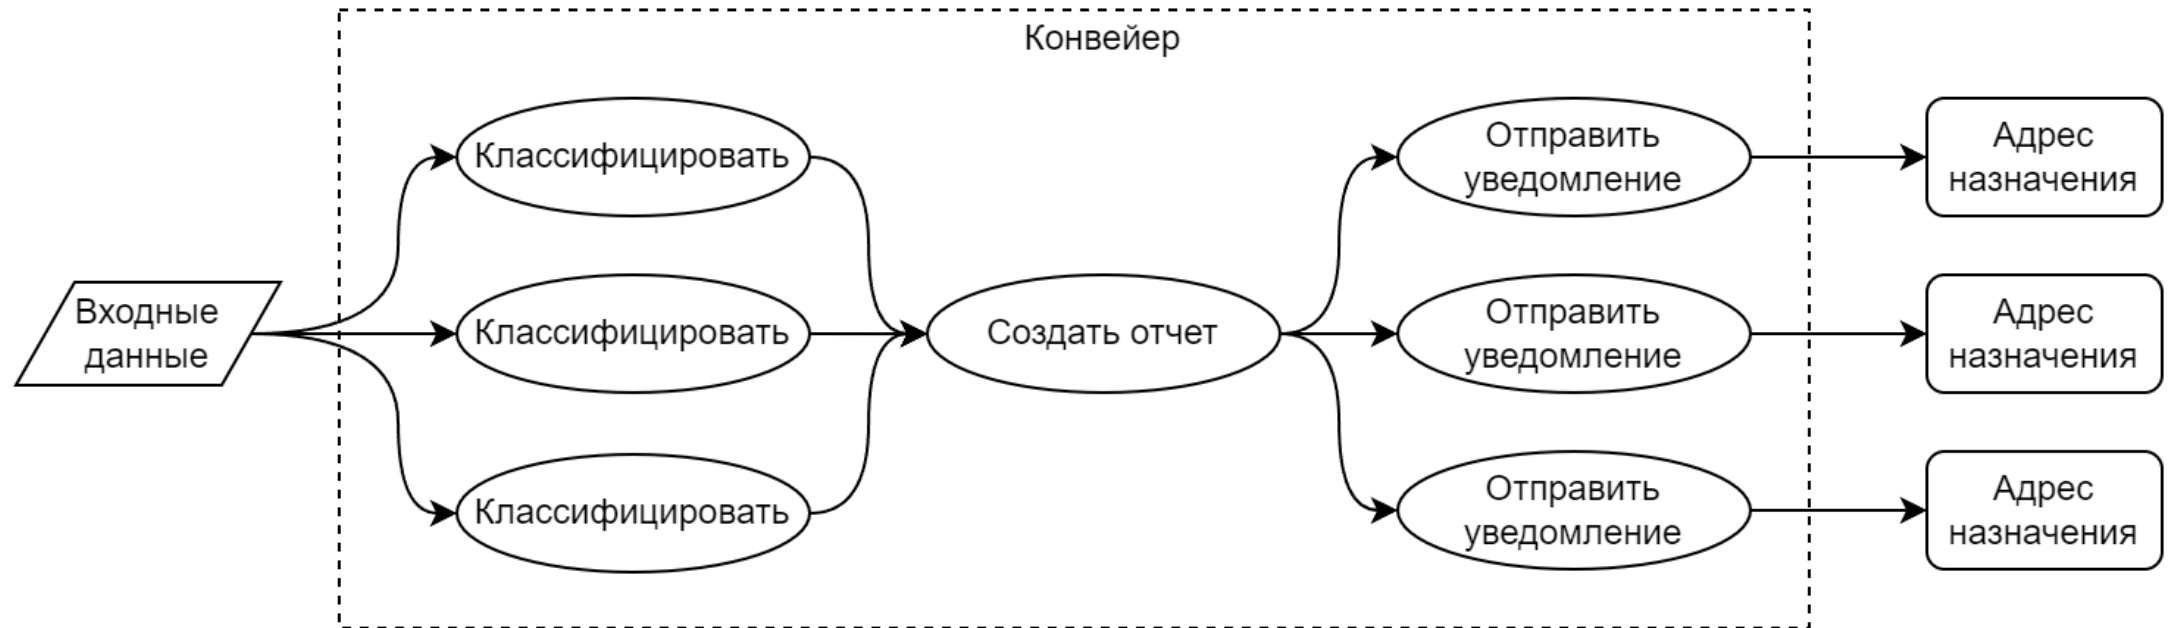 Конвейер
Входные
данные
Классифицировать
Классифицировать
Классифицировать
Создать отчет
Отправить
уведомление
Отправить
уведомление
Отправить
уведомление
Адрес
назначения
Адрес
назначения
Адрес
назначения